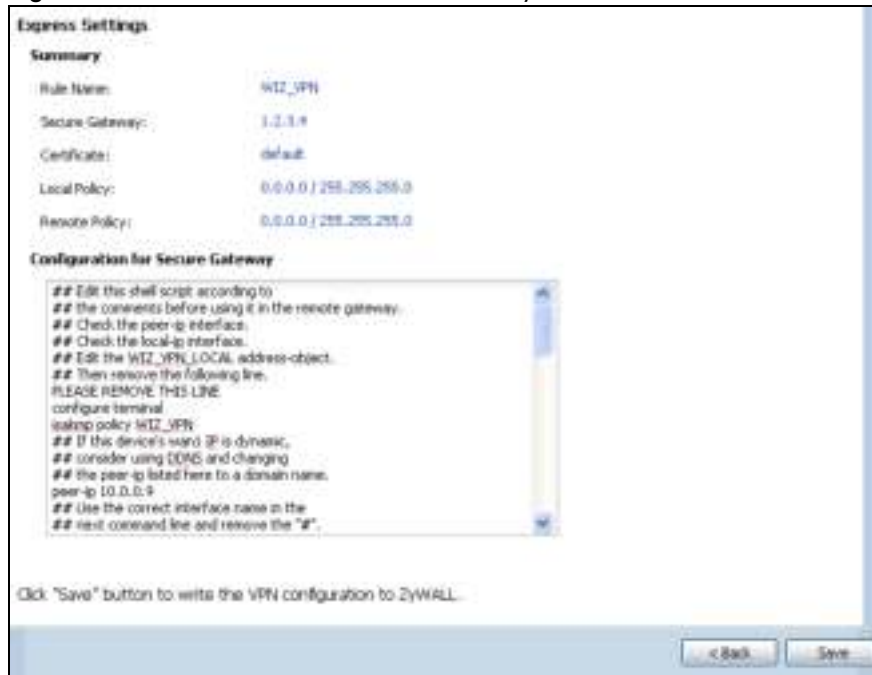 Express Settings
Summary
Rule Name: WIZ_VPN
Secure Gateway: 1.2.3.4
Certificate: default
Local Policy: 0.0.0.0 / 255.255.255.0
Remote Policy: 0.0.0.0 / 255.255.255.0
Configuration for Secure Gateway
## Edit this shell script according to
## the comments before using it in the remote gateway.
## Check the peer-ip interface.
## Check the local-ip interface.
## Edit the WIZ_VPN_LOCAL address-object.
## Then remove the following line.
PLEASE REMOVE THIS LINE
configure terminal
isakmp policy WIZ_VPN
## If this device's wan1 IP is dynamic,
## consider using DDNS and changing
## the peer-ip listed here to a domain name.
peer-ip 10.0.0.9
## Use the correct interface name in the
## next command line and remove the "#".
Click "Save" button to write the VPN configuration to ZyWALL.
< Back Save